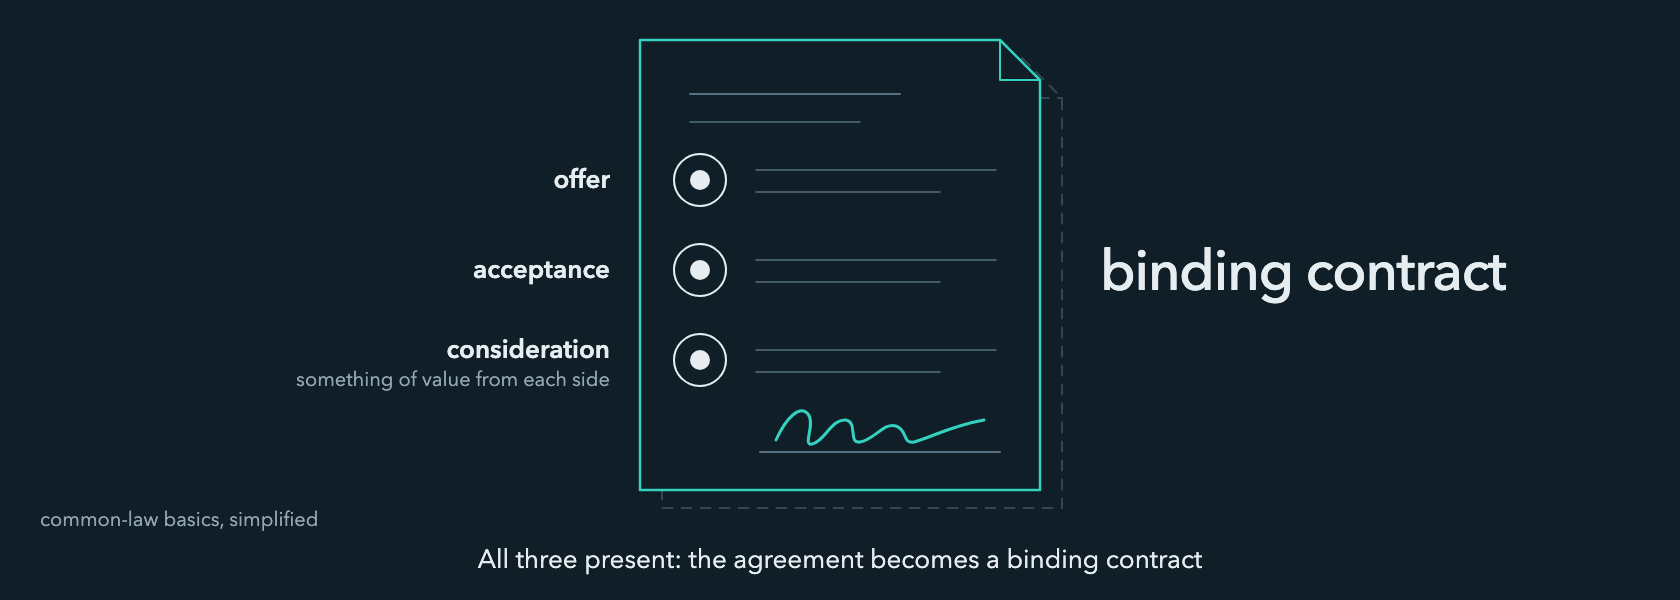 offer
acceptance
consideration
something of value from each side
binding contract
common-law basics, simplified
All three present: the agreement becomes a binding contract